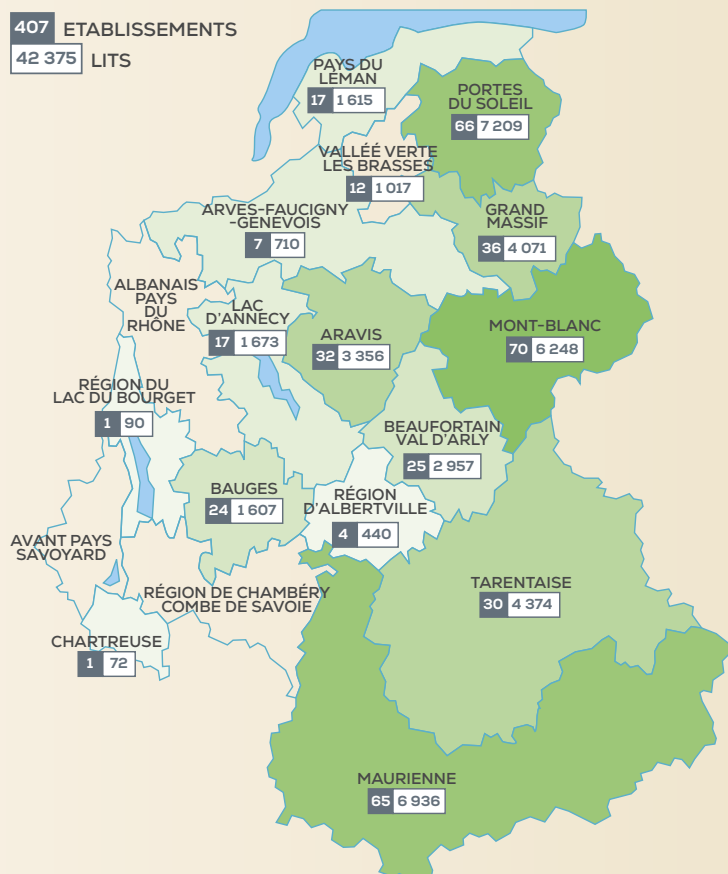 407 ETABLISSEMENTS
42 375 LITS
PAYS DU
LÉMAN
17 1 615
PORTES
DU SOLEIL
66 7 209
VALLÉÉ VERTE
LES BRASSES
12 1 017
ARVES-FAUCIGNY
-GENEVOIS
7 710
GRAND
MASSIF
36 4 071
ALBANAIS
PAYS
DU
RHÔNE
LAC
D'ANNECY
17 1 673
ARAVIS
32 3 356
MONT-BLANC
70 6 248
RÉGION DU
LAC DU BOURGET
1 90
BEAUFORTAIN
VAL D'ARLY
25 2 957
BAUGES
24 1 607
RÉGION
D'ALBERTVILLE
4 440
AVANT PAYS
SAVOYARD
RÉGION DE CHAMBÉRY
COMBE DE SAVOIE
TARENTAISE
30 4 374
CHARTREUSE
1 72
MAURIENNE
65 6 936